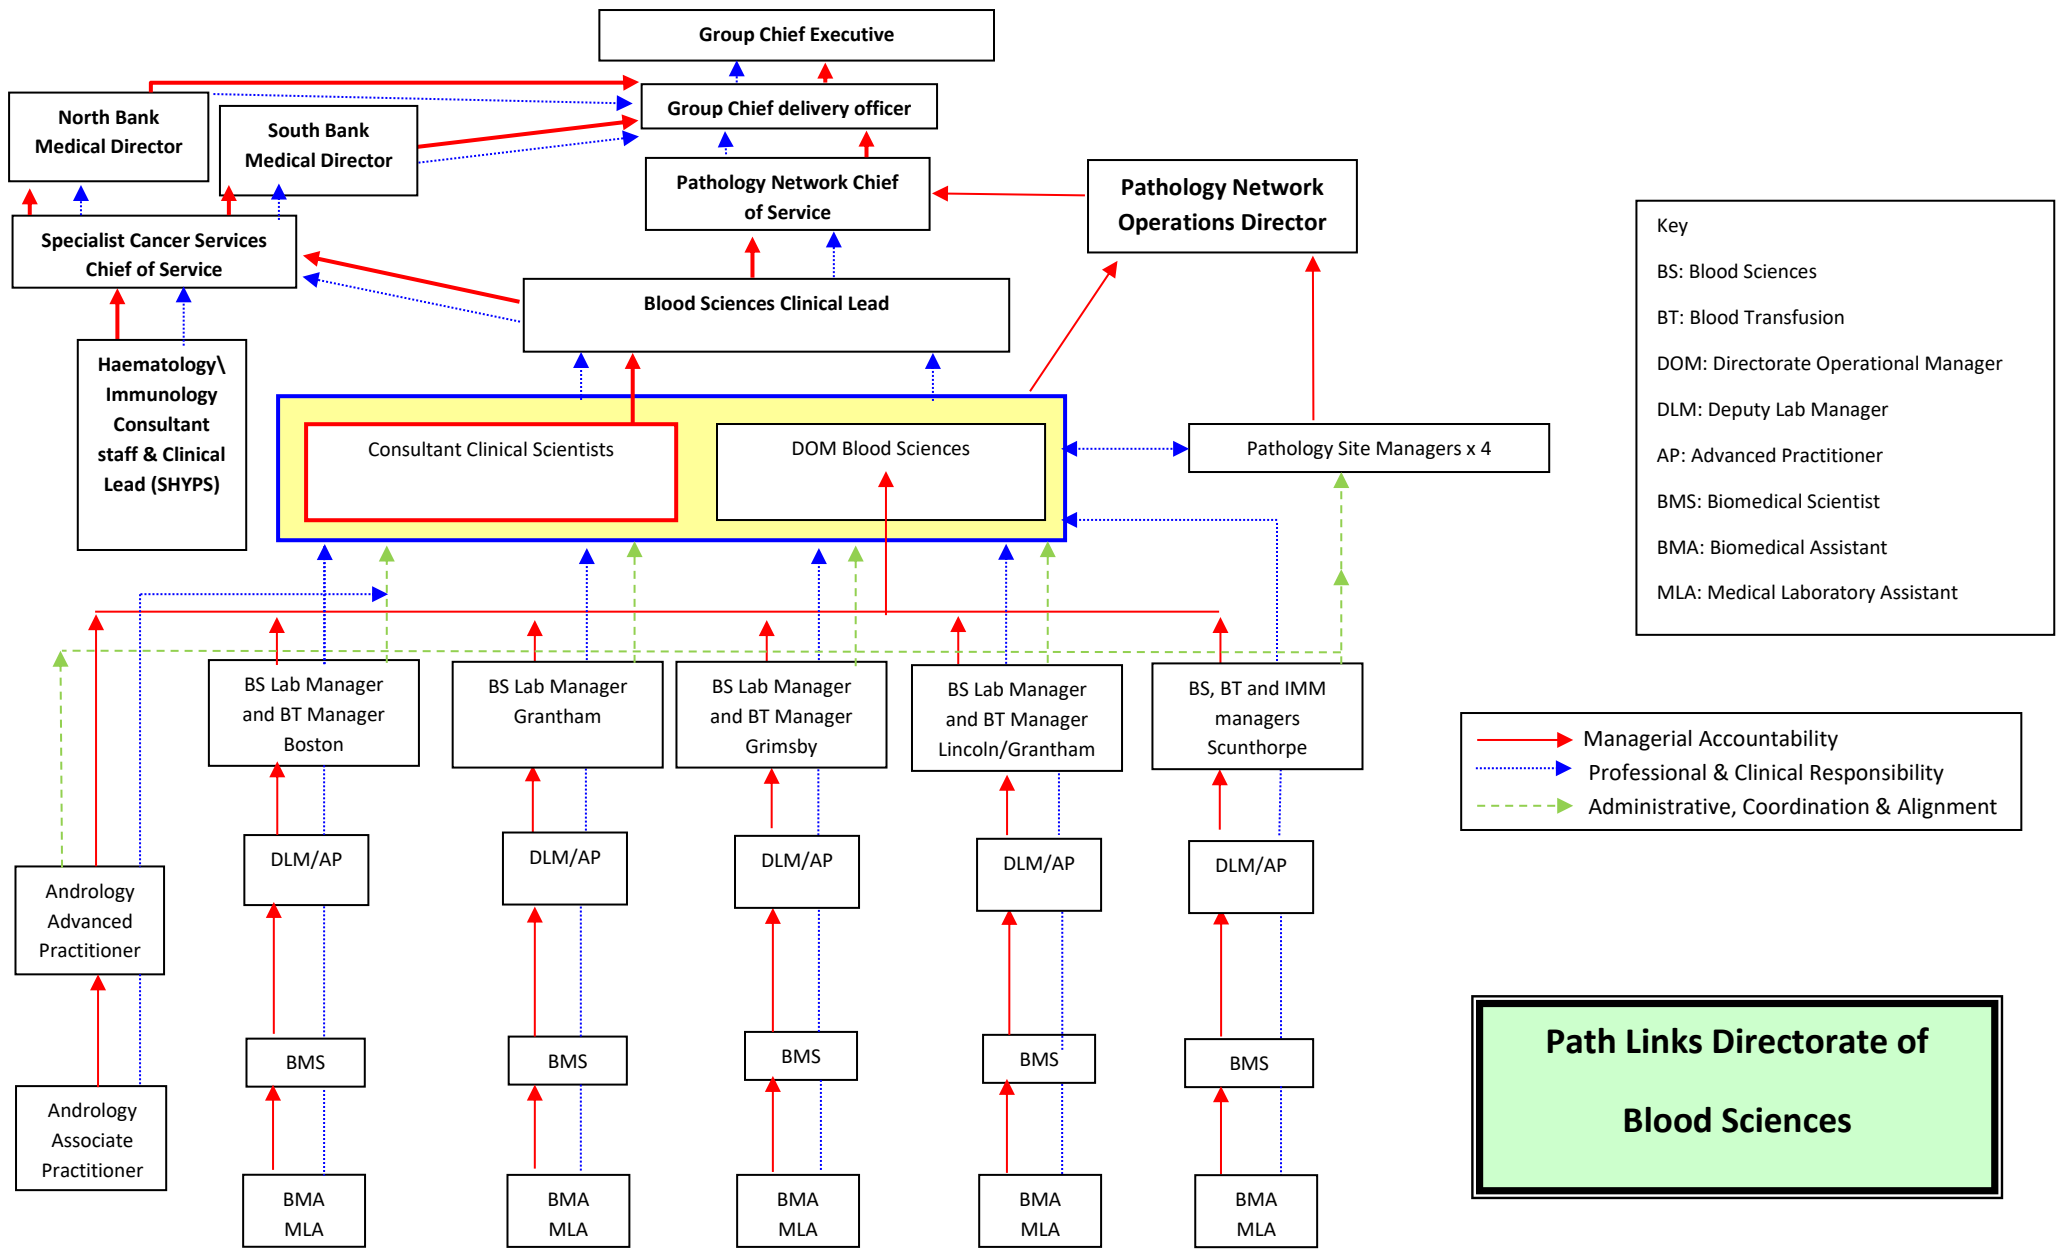 Group Chief Executive
North Bank
Medical Director
South Bank
Medical Director
Group Chief delivery officer
Pathology Network Chief
of Service
Pathology Network
Operations Director
Specialist Cancer Services
Chief of Service
Blood Sciences Clinical Lead
Haematology\
Immunology
Consultant
staff & Clinical
Lead (SHYPS)
Consultant Clinical Scientists
DOM Blood Sciences
Pathology Site Managers x 4
Key
BS: Blood Sciences
BT: Blood Transfusion
DOM: Directorate Operational Manager
DLM: Deputy Lab Manager
AP: Advanced Practitioner
BMS: Biomedical Scientist
BMA: Biomedical Assistant
MLA: Medical Laboratory Assistant
BS Lab Manager
and BT Manager
Boston
BS Lab Manager
Grantham
BS Lab Manager
and BT Manager
Grimsby
BS Lab Manager
and BT Manager
Lincoln/Grantham
BS, BT and IMM
managers
Scunthorpe
Managerial Accountability
Professional & Clinical Responsibility
Administrative, Coordination & Alignment
Andrology
Advanced
Practitioner
DLM/AP
DLM/AP
DLM/AP
DLM/AP
DLM/AP
BMS
BMS
BMS
BMS
BMS
Andrology
Associate
Practitioner
BMA
MLA
BMA
MLA
BMA
MLA
BMA
MLA
BMA
MLA
Path Links Directorate of
Blood Sciences